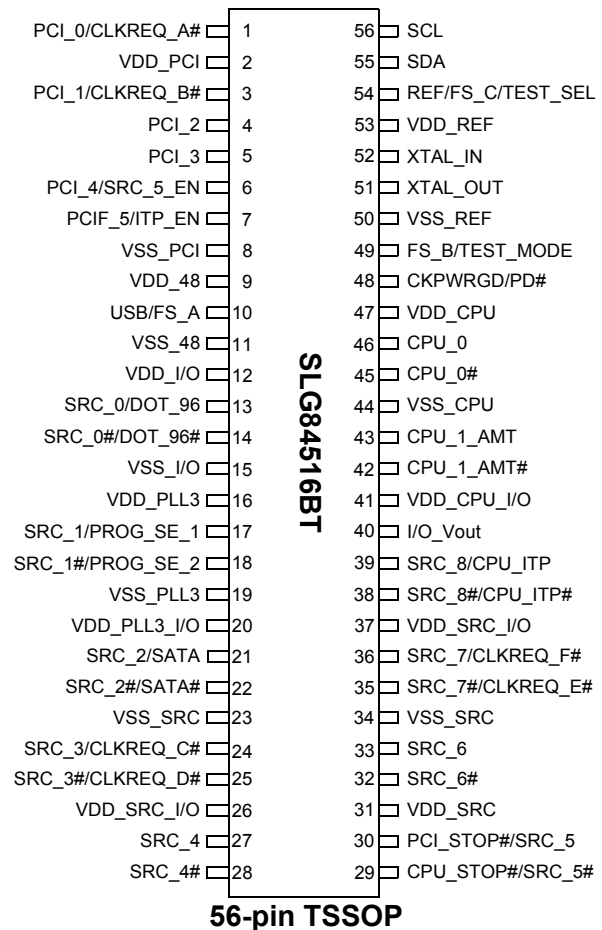 PCI_0/CLKREQ_A# 1 56 SCL
VDD_PCI 2 55 SDA
PCI_1/CLKREQ_B# 3 54 REF/FS_C/TEST_SEL
PCI_2 4 53 VDD_REF
PCI_3 5 52 XTAL_IN
PCI_4/SRC_5_EN 6 51 XTAL_OUT
PCIF_5/ITP_EN 7 50 VSS_REF
VSS_PCI 8 49 FS_B/TEST_MODE
VDD_48 9 48 CKPWRGD/PD#
USB/FS_A 10 47 VDD_CPU
VSS_48 11 46 CPU_0
VDD_I/O 12 45 CPU_0#
SRC_0/DOT_96 13 44 VSS_CPU
SRC_0#/DOT_96# 14 43 CPU_1_AMT
VSS_I/O 15 42 CPU_1_AMT#
VDD_PLL3 16 41 VDD_CPU_I/O
SRC_1/PROG_SE_1 17 40 I/O_Vout
SRC_1#/PROG_SE_2 18 39 SRC_8/CPU_ITP
VSS_PLL3 19 38 SRC_8#/CPU_ITP#
VDD_PLL3_I/O 20 37 VDD_SRC_I/O
SRC_2/SATA 21 36 SRC_7/CLKREQ_F#
SRC_2#/SATA# 22 35 SRC_7#/CLKREQ_E#
VSS_SRC 23 34 VSS_SRC
SRC_3/CLKREQ_C# 24 33 SRC_6
SRC_3#/CLKREQ_D# 25 32 SRC_6#
VDD_SRC_I/O 26 31 VDD_SRC
SRC_4 27 30 PCI_STOP#/SRC_5
SRC_4# 28 29 CPU_STOP#/SRC_5#
SLG84516BT
56-pin TSSOP